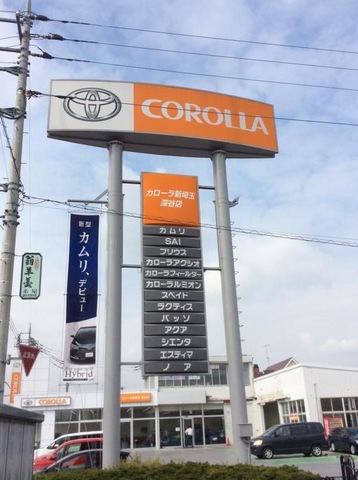 COROLLA
カローラ新埼玉
深谷店
カムリ
SAI
プリウス
カローラアクシオ
カローラフィールダー
カローラルミオン
スペイド
ラクティス
パッソ
アクア
シエンタ
エスティマ
ノア
新型
カムリ、デビュー
Hybrid
止まれ
COROLLA